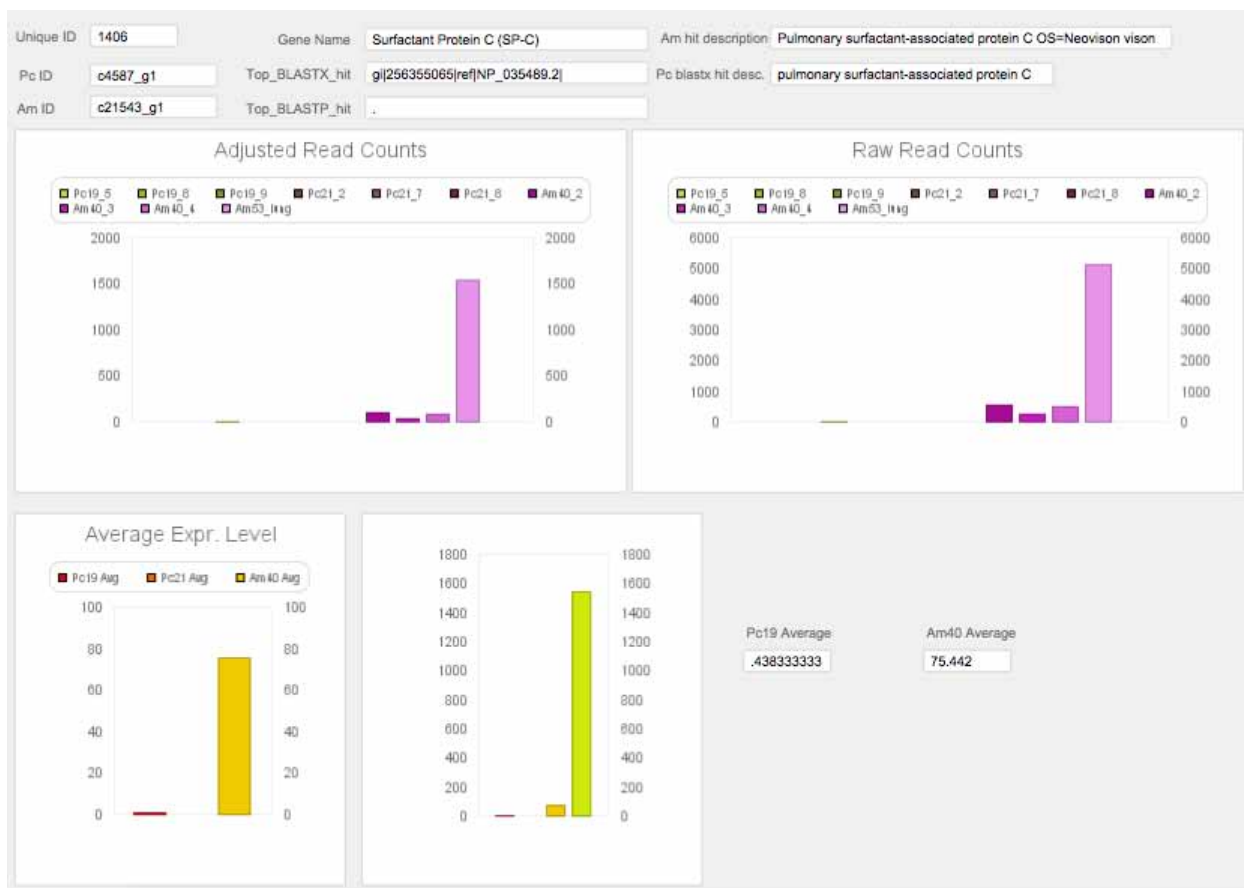 Unique ID 1406 Gene Name Surfactant Protein C (SP-C) Am hit description Pulmonary surfactant-associated protein C OS=Neovison vison
Pc ID c4587_g1 Top_BLASTX_hit gi|256355065|ref|NP_035489.2| Pc blastx hit desc. pulmonary surfactant-associated protein C
Am ID c21543_g1 Top_BLASTP_hit .
Adjusted Read Counts
Pc19_5 Pc19_8 Pc19_9 Pc21_2 Pc21_7 Pc21_8 Am40_2
Am40_3 Am40_4 Am53_lung
2000 2000
1500 1500
1000 1000
500 500
0 0
Raw Read Counts
Pc19_5 Pc19_8 Pc19_9 Pc21_2 Pc21_7 Pc21_8 Am40_2
Am40_3 Am40_4 Am53_lung
6000 6000
5000 5000
4000 4000
3000 3000
2000 2000
1000 1000
0 0
Average Expr. Level
Pc19 Avg Pc21 Avg Am40 Avg
100 100
80 80
60 60
40 40
20 20
0 0
1800 1800
1600 1600
1400 1400
1200 1200
1000 1000
800 800
600 600
400 400
200 200
0 0
Pc19 Average Am40 Average
.438333333 75.442